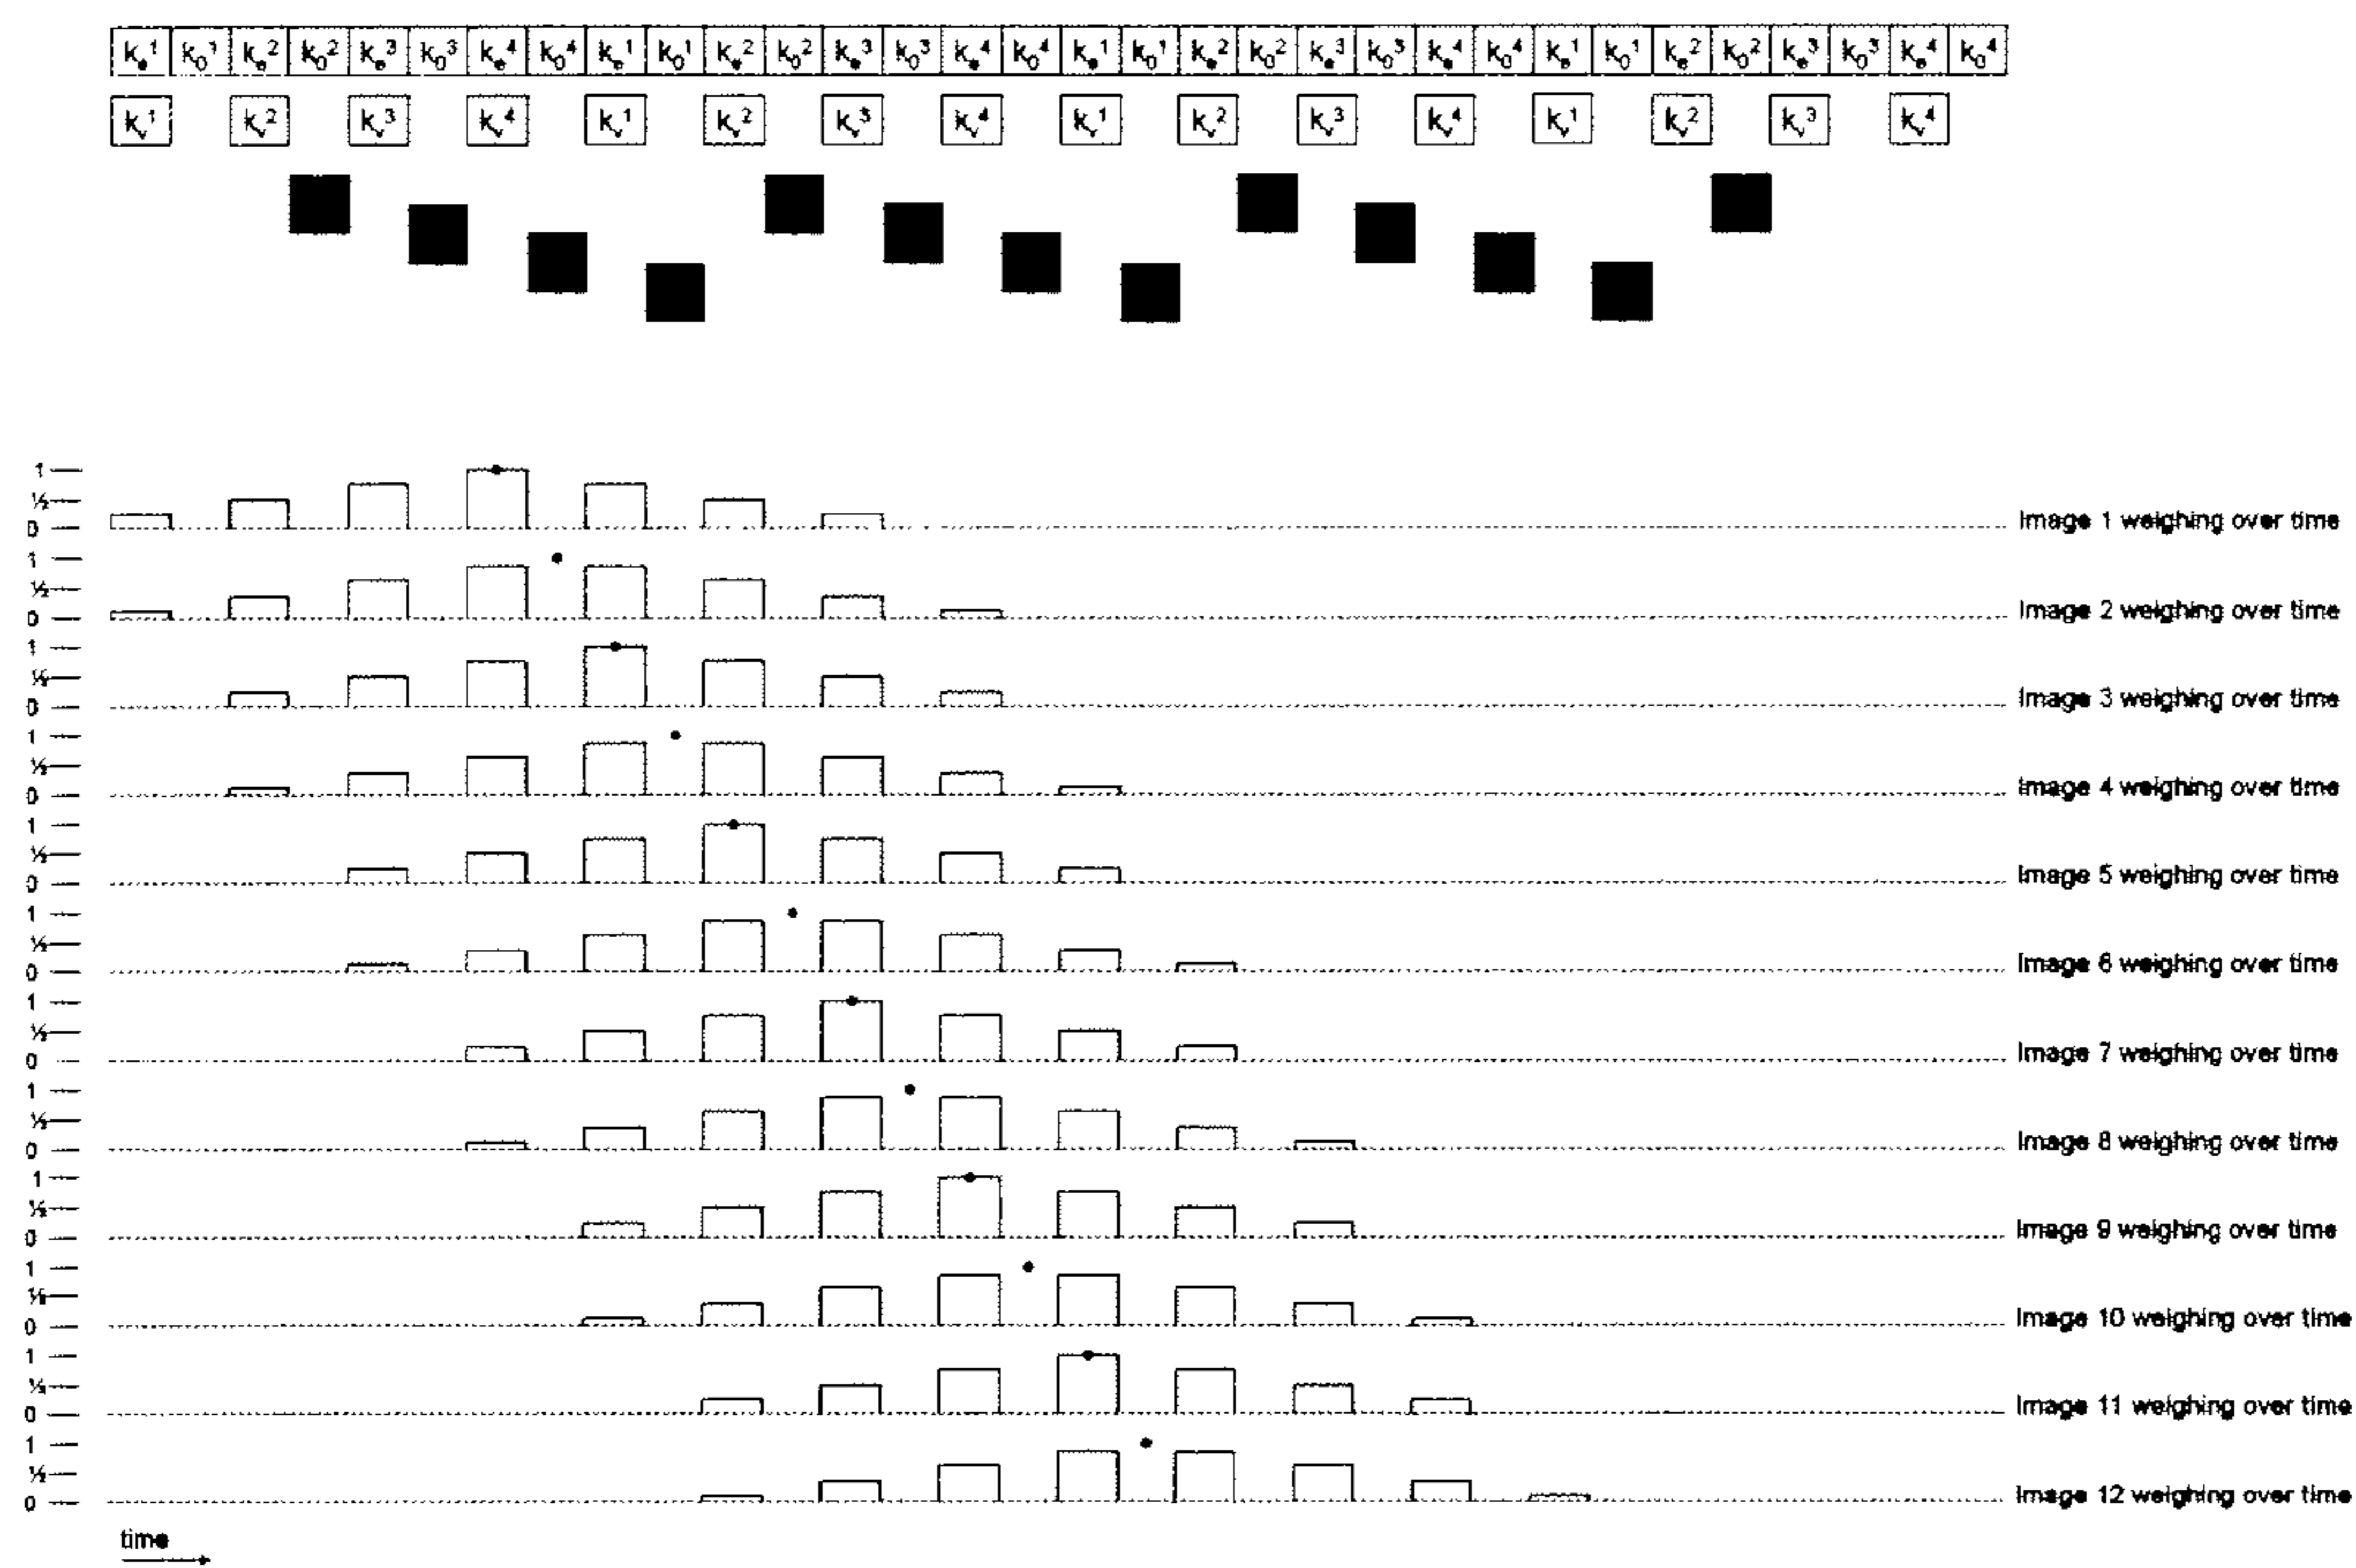 kₑ¹ k₀¹ kₑ² k₀² kₑ³ k₀³ kₑ⁴ k₀⁴ kₑ¹ k₀¹ kₑ² k₀² kₑ³ k₀³ kₑ⁴ k₀⁴ kₑ¹ k₀¹ kₑ² k₀² kₑ³ k₀³ kₑ⁴ k₀⁴ kₑ¹ k₀¹ kₑ² k₀² kₑ³ k₀³ kₑ⁴ k₀⁴
kᵥ¹ kᵥ² kᵥ³ kᵥ⁴ kᵥ¹ kᵥ² kᵥ³ kᵥ⁴ kᵥ¹ kᵥ² kᵥ³ kᵥ⁴ kᵥ¹ kᵥ² kᵥ³ kᵥ⁴
1
½
0 Image 1 weighing over time
1
½
0 Image 2 weighing over time
1
½
0 Image 3 weighing over time
1
½
0 Image 4 weighing over time
1
½
0 Image 5 weighing over time
1
½
0 Image 6 weighing over time
1
½
0 Image 7 weighing over time
1
½
0 Image 8 weighing over time
1
½
0 Image 9 weighing over time
1
½
0 Image 10 weighing over time
1
½
0 Image 11 weighing over time
1
½
0 Image 12 weighing over time
time